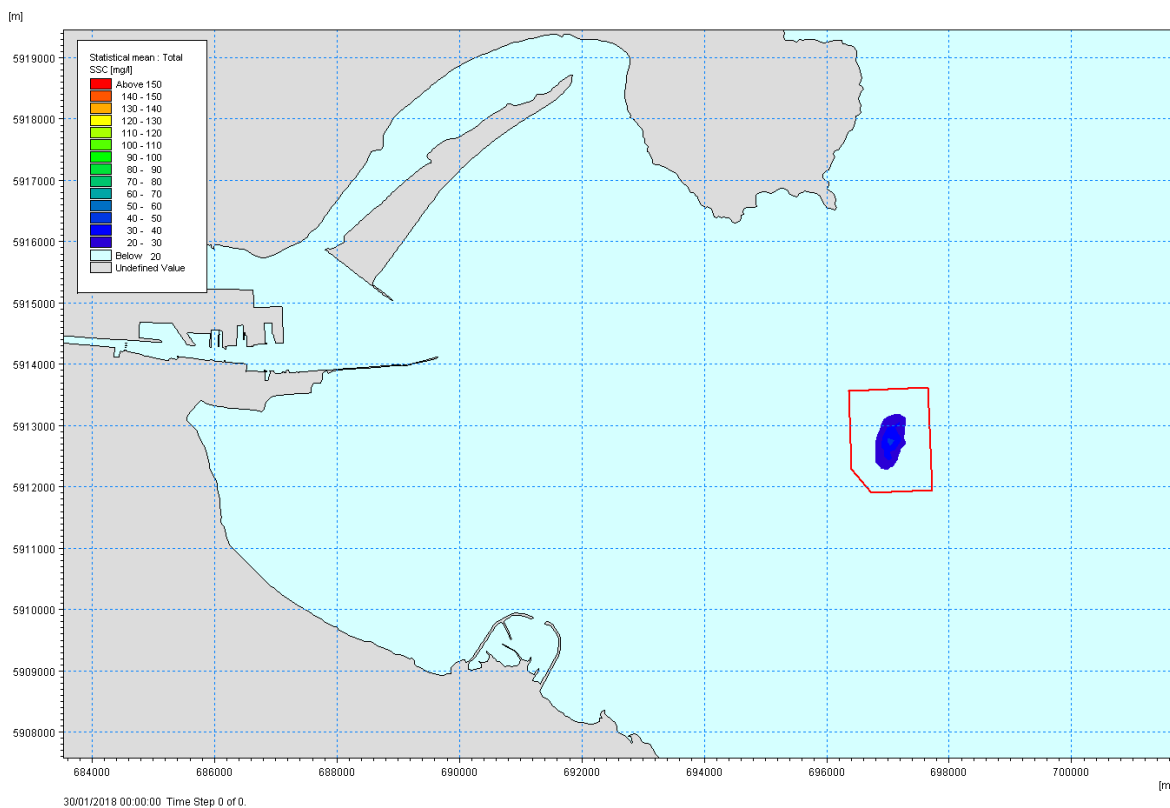 [m]
Statistical mean : Total
SSC [mg/l]
Above 150
140 - 150
130 - 140
120 - 130
110 - 120
100 - 110
90 - 100
80 - 90
70 - 80
60 - 70
50 - 60
40 - 50
30 - 40
20 - 30
Below 20
Undefined Value
5919000
5918000
5917000
5916000
5915000
5914000
5913000
5912000
5911000
5910000
5909000
5908000
684000 686000 688000 690000 692000 694000 696000 698000 700000
[m
30/01/2018 00:00:00 Time Step 0 of 0.